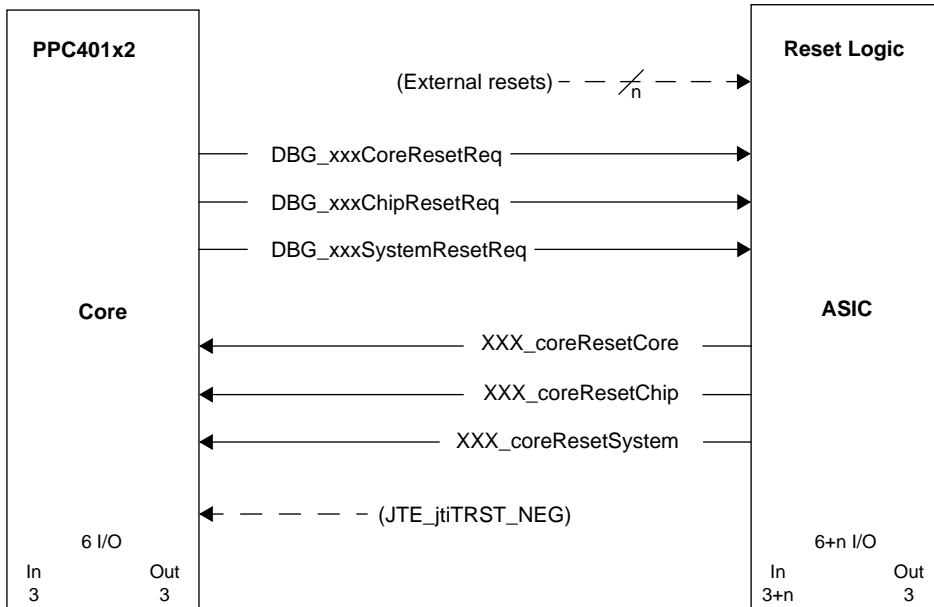 PPC401x2
Reset Logic
(External resets)
n
DBG_xxxCoreResetReq
DBG_xxxChipResetReq
DBG_xxxSystemResetReq
Core
ASIC
XXX_coreResetCore
XXX_coreResetChip
XXX_coreResetSystem
(JTE_jtiTRST_NEG)
6 I/O
6+n I/O
In Out
3 3
In Out
3+n 3